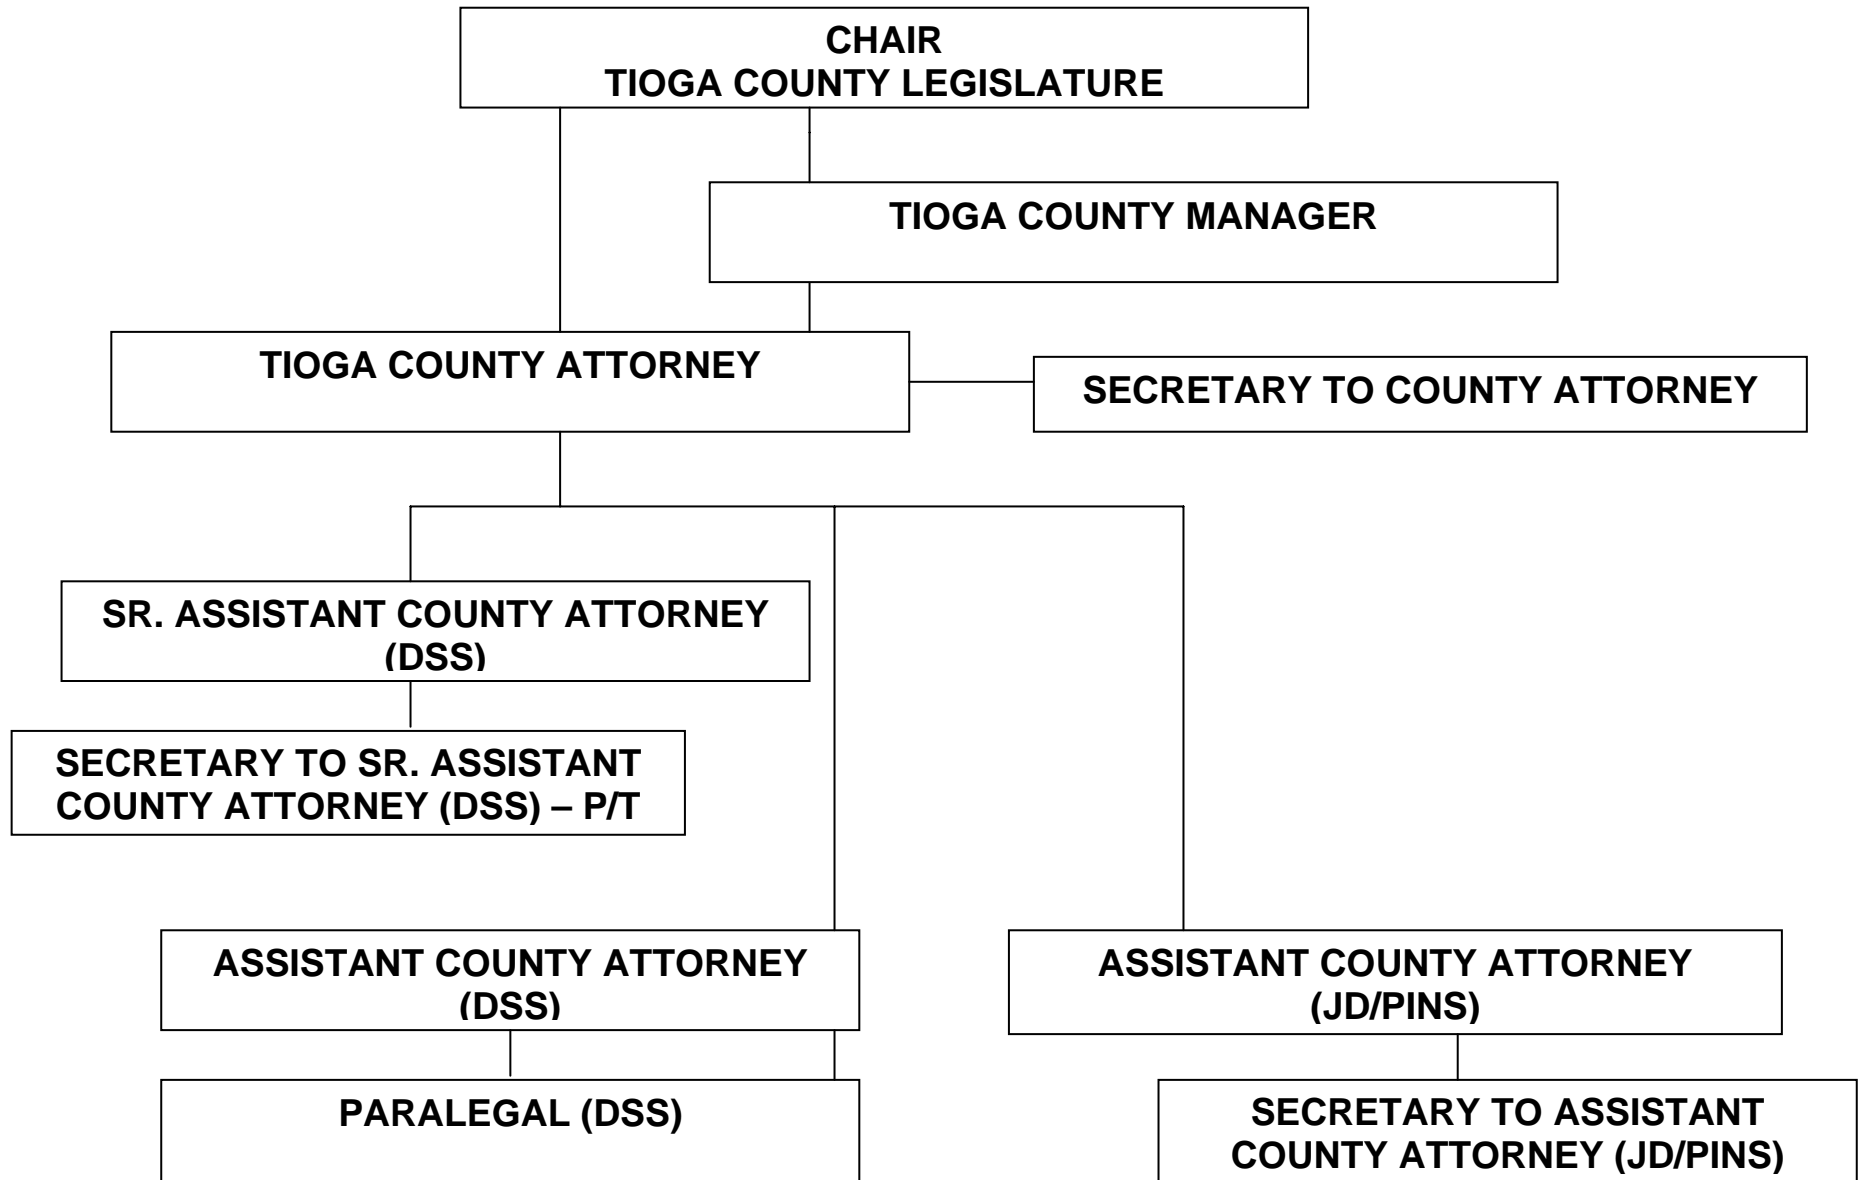 CHAIR
TIOGA COUNTY LEGISLATURE
TIOGA COUNTY MANAGER
TIOGA COUNTY ATTORNEY
SECRETARY TO COUNTY ATTORNEY
SR. ASSISTANT COUNTY ATTORNEY
(DSS)
SECRETARY TO SR. ASSISTANT
COUNTY ATTORNEY (DSS) – P/T
ASSISTANT COUNTY ATTORNEY
(DSS)
ASSISTANT COUNTY ATTORNEY
(JD/PINS)
PARALEGAL (DSS)
SECRETARY TO ASSISTANT
COUNTY ATTORNEY (JD/PINS)